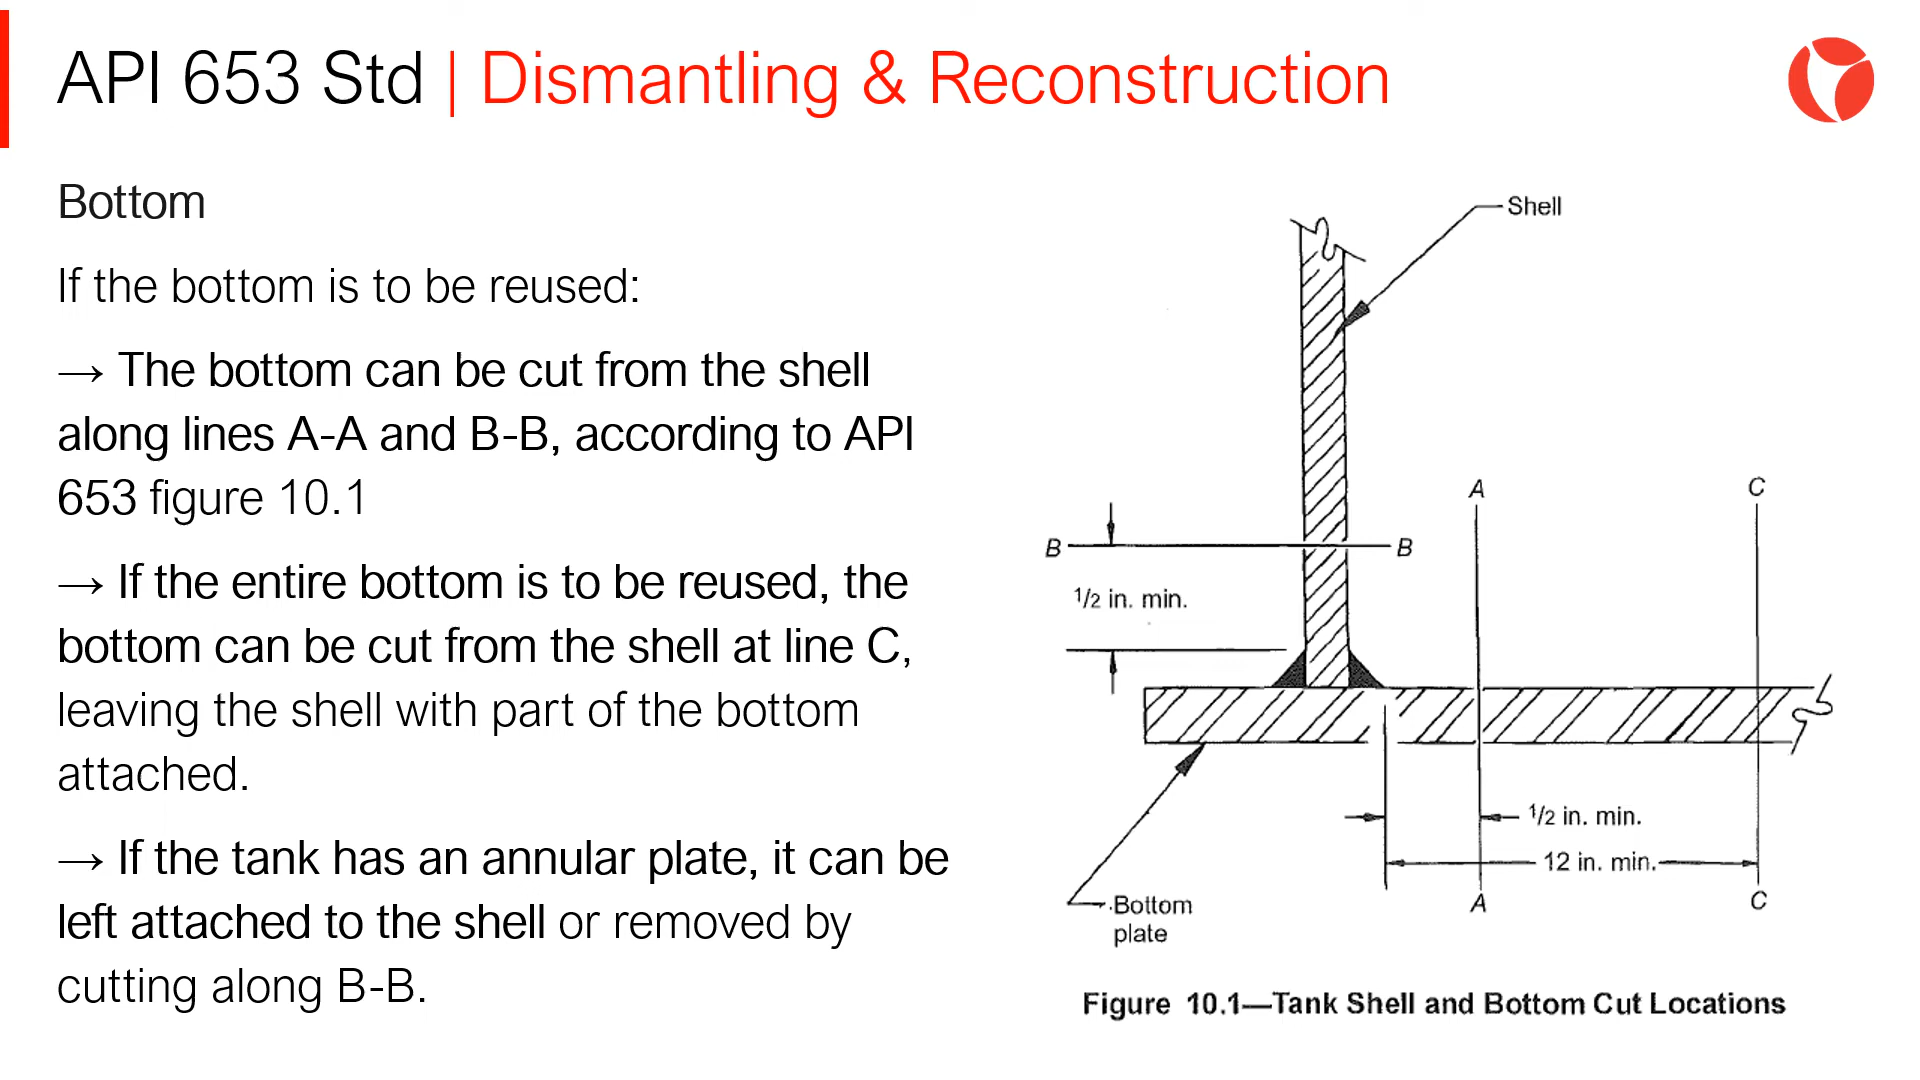 API 653 Std | Dismantling & Reconstruction
Bottom
If the bottom is to be reused:
→ The bottom can be cut from the shell
along lines A-A and B-B, according to API
653 figure 10.1
→ If the entire bottom is to be reused, the
bottom can be cut from the shell at line C,
leaving the shell with part of the bottom
attached.
→ If the tank has an annular plate, it can be
left attached to the shell or removed by
cutting along B-B.
Shell
A
C
B
B
1/2 in. min.
1/2 in. min.
12 in. min.
A
C
Bottom
plate
Figure 10.1—Tank Shell and Bottom Cut Locations